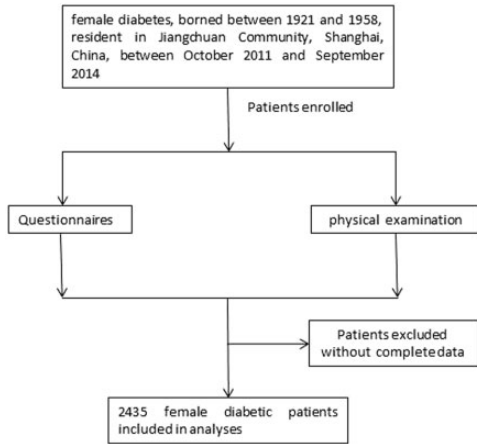 female diabetes, borned between 1921 and 1958,
resident in Jiangchuan Community, Shanghai,
China, between October 2011 and September
2014
Patients enrolled
Questionnaires
physical examination
Patients excluded
without complete data
2435 female diabetic patients
included in analyses